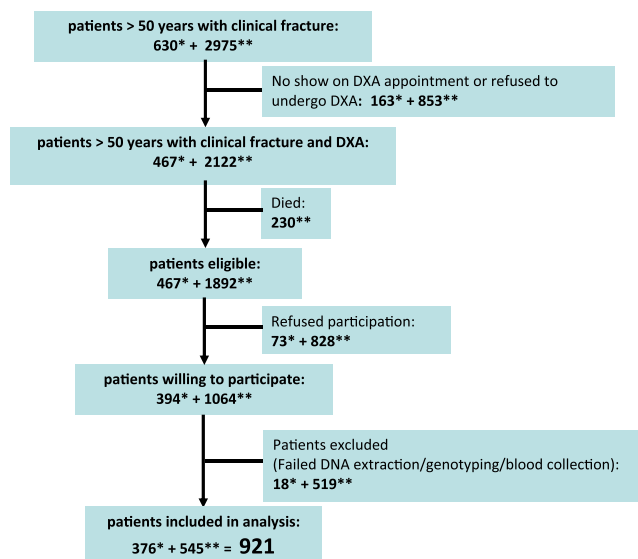 patients > 50 years with clinical fracture:
630* + 2975**
No show on DXA appointment or refused to
undergo DXA: 163* + 853**
patients > 50 years with clinical fracture and DXA:
467* + 2122**
Died:
230**
patients eligible:
467* + 1892**
Refused participation:
73* + 828**
patients willing to participate:
394* + 1064**
Patients excluded
(Failed DNA extraction/genotyping/blood collection):
18* + 519**
patients included in analysis:
376* + 545** = 921